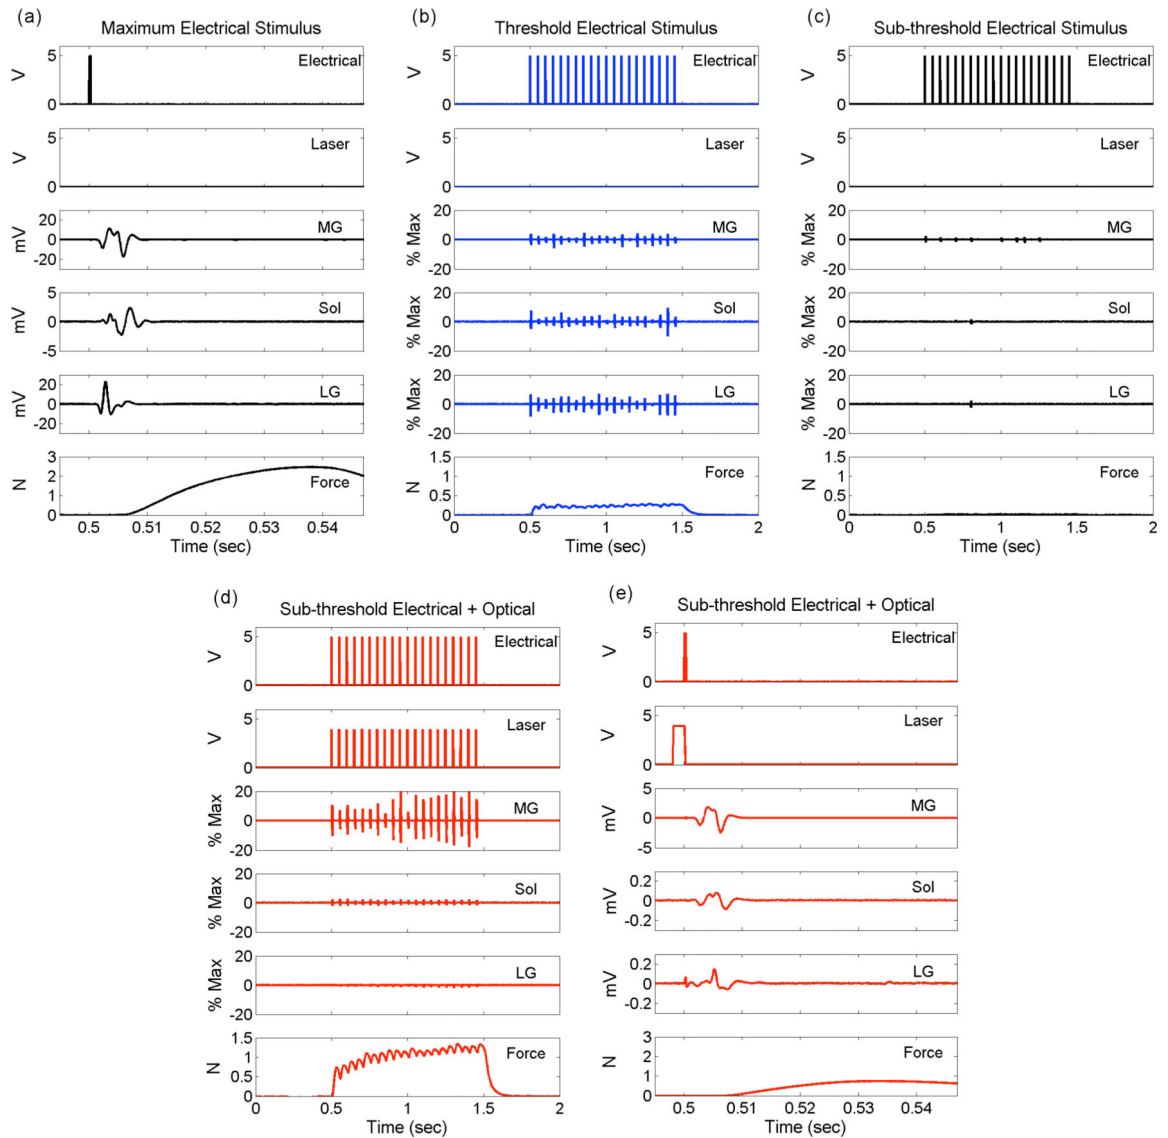 (a)
Maximum Electrical Stimulus
5
0
V
Electrical
5
0
V
Laser
20
0
-20
mV
MG
5
0
-5
mV
Sol
20
0
-20
mV
LG
3
2
1
0
N
Force
0.5 0.51 0.52 0.53 0.54
Time (sec)
(b)
Threshold Electrical Stimulus
5
0
V
Electrical
5
0
V
Laser
20
0
-20
% Max
MG
20
0
-20
% Max
Sol
20
0
-20
% Max
LG
1.5
1
0.5
0
N
Force
0 0.5 1 1.5 2
Time (sec)
(c)
Sub-threshold Electrical Stimulus
5
0
V
Electrical
5
0
V
Laser
20
0
-20
% Max
MG
20
0
-20
% Max
Sol
20
0
-20
% Max
LG
1.5
1
0.5
0
N
Force
0 0.5 1 1.5 2
Time (sec)
(d)
Sub-threshold Electrical + Optical
5
0
V
Electrical
5
0
V
Laser
20
0
-20
% Max
MG
20
0
-20
% Max
Sol
20
0
-20
% Max
LG
1.5
1
0.5
0
N
Force
0 0.5 1 1.5 2
Time (sec)
(e)
Sub-threshold Electrical + Optical
5
0
V
Electrical
5
0
V
Laser
5
0
-5
mV
MG
0.2
0
-0.2
mV
Sol
0.2
0
-0.2
mV
LG
3
2
1
0
N
Force
0.5 0.51 0.52 0.53 0.54
Time (sec)